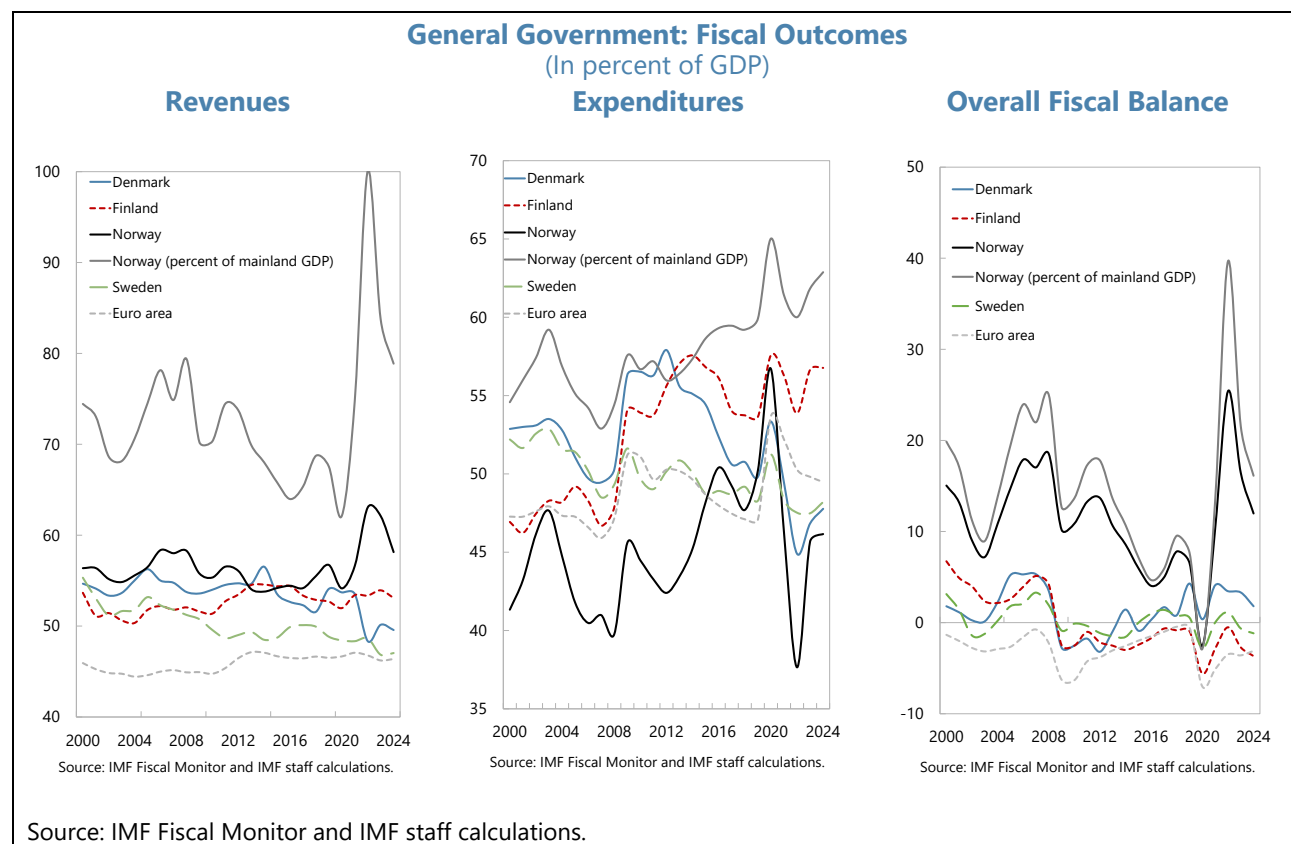 General Government: Fiscal Outcomes
(In percent of GDP)
Revenues
100
90
80
70
60
50
40
Denmark
Finland
Norway
Norway (percent of mainland GDP)
Sweden
Euro area
2000 2004 2008 2012 2016 2020 2024
Source: IMF Fiscal Monitor and IMF staff calculations.
Expenditures
70
65
60
55
50
45
40
35
Denmark
Finland
Norway
Norway (percent of mainland GDP)
Sweden
Euro area
2000 2004 2008 2012 2016 2020 2024
Source: IMF Fiscal Monitor and IMF staff calculations.
Overall Fiscal Balance
50
40
30
20
10
0
-10
Denmark
Finland
Norway
Norway (percent of mainland GDP)
Sweden
Euro area
2000 2004 2008 2012 2016 2020 2024
Source: IMF Fiscal Monitor and IMF staff calculations.
Source: IMF Fiscal Monitor and IMF staff calculations.